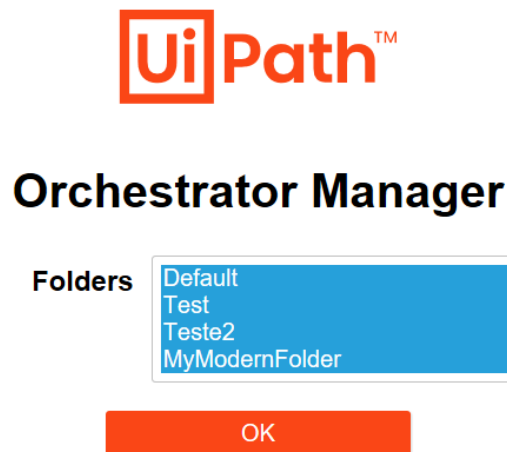 UiPath™
Orchestrator Manager
Folders
Default
Test
Teste2
MyModernFolder
OK